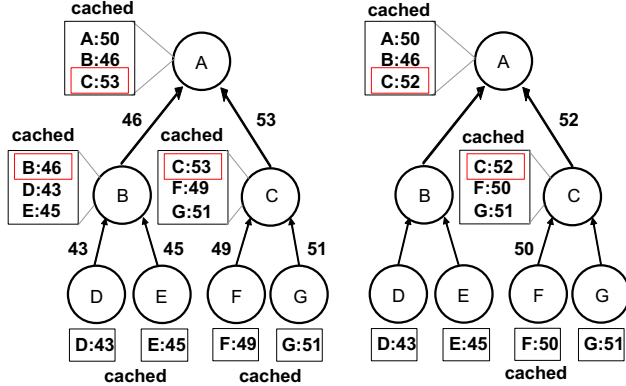 cached
A:50
B:46
C:53
A
46
53
cached
B:46
D:43
E:45
B
cached
C:53
F:49
G:51
C
43
45
49
51
D
E
F
G
D:43
E:45
F:49
G:51
cached
cached
cached
A:50
B:46
C:52
A
52
cached
C:52
F:50
G:51
B
C
50
D
E
F
G
D:43
E:45
F:50
G:51
cached